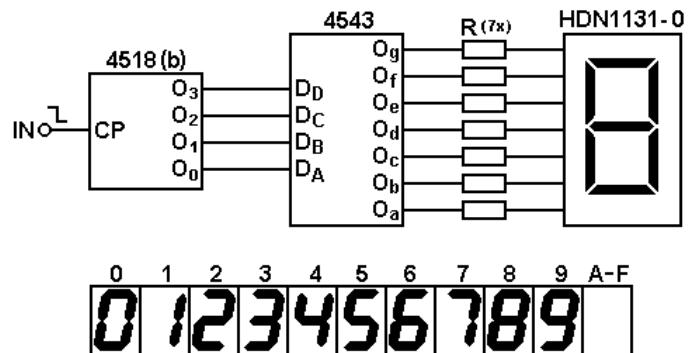 4543
R (7x)
HDN1131-0
4518 (b)
Og
Of
O3
DD
Oe
O2
DC
IN
CP
Od
O1
DB
Oc
O0
DA
Ob
Oa
0 1 2 3 4 5 6 7 8 9 A-F
0 1 2 3 4 5 6 7 8 9